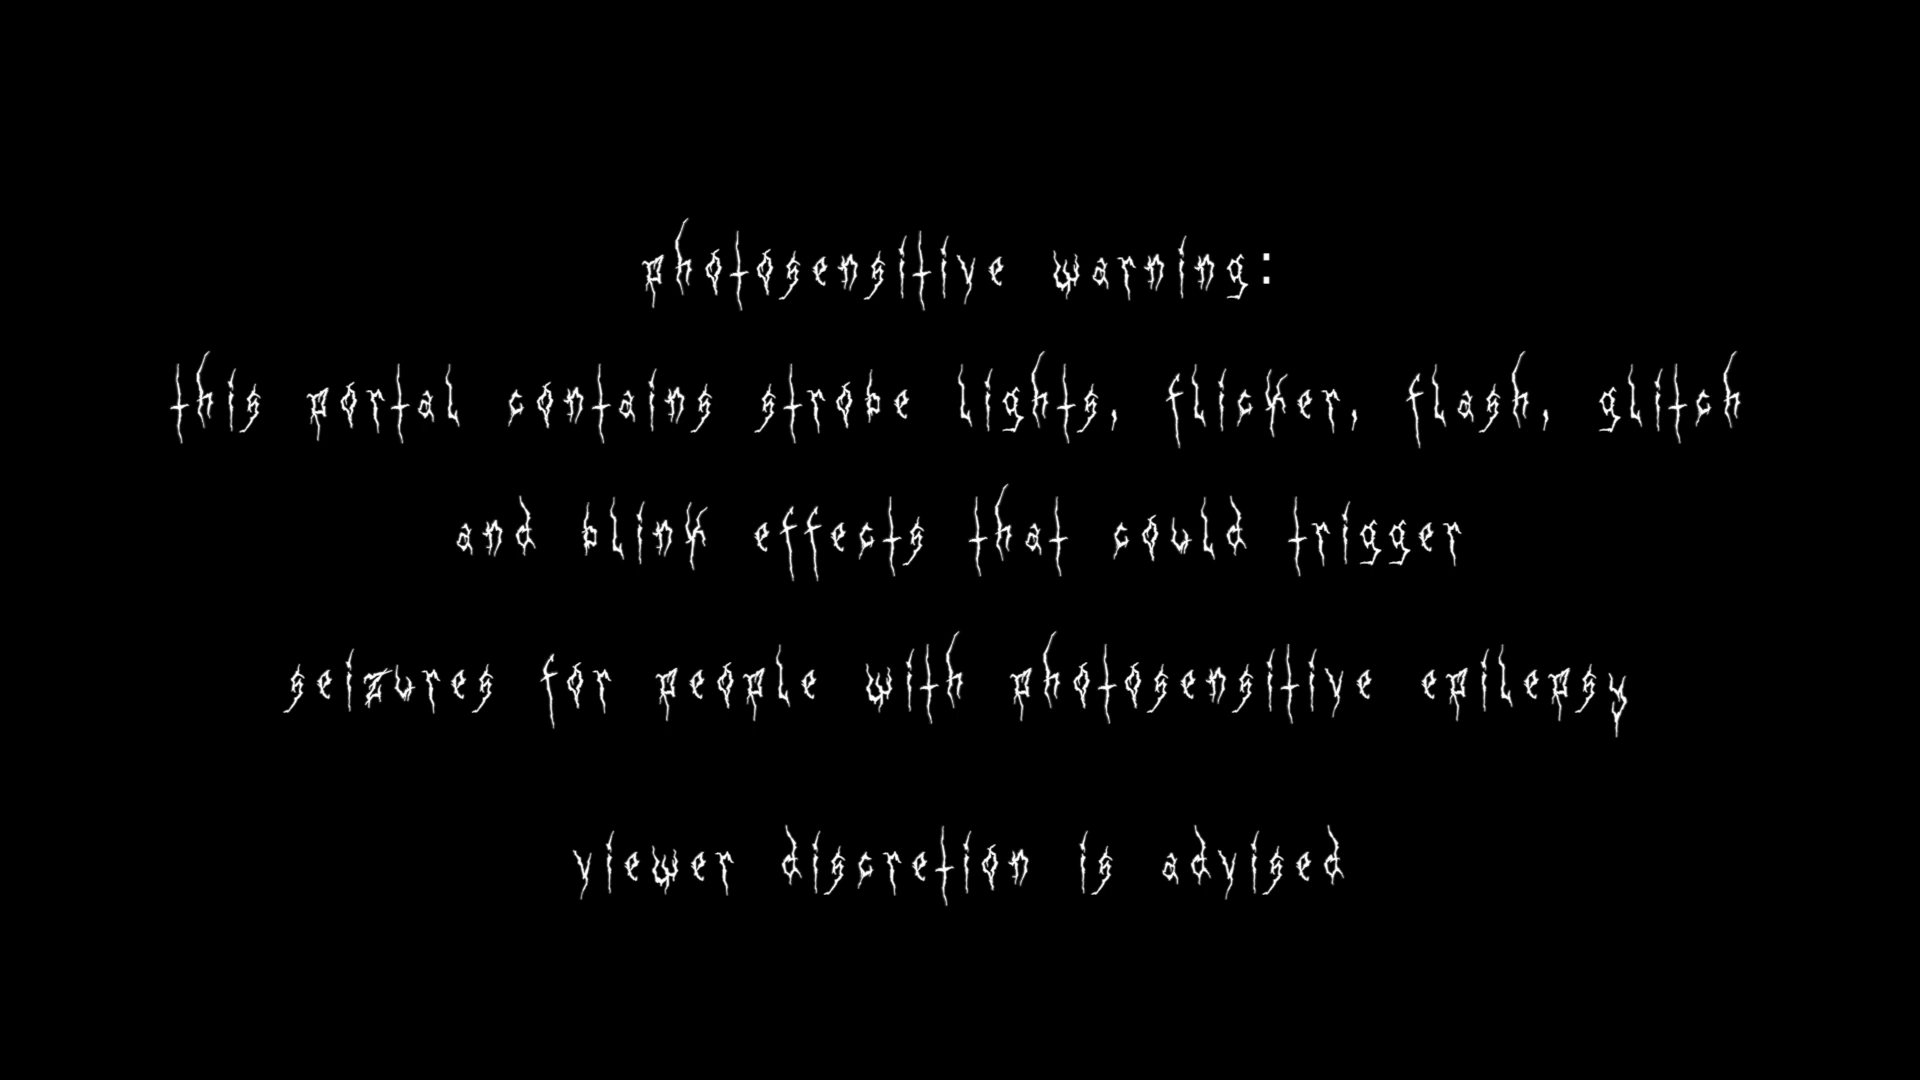 photosensitive warning:
this portal contains strobe lights, flicker, flash, glitch
and blink effects that could trigger
seizures for people with photosensitive epilepsy
viewer discretion is advised